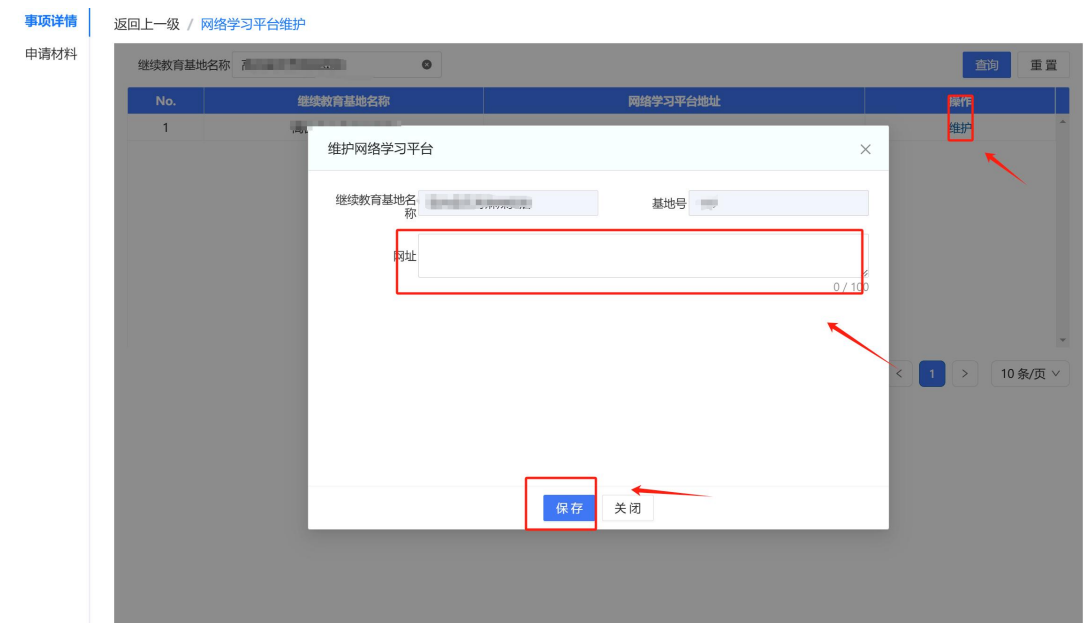 事项详情
返回上一级 / 网络学习平台维护
申请材料
继续教育基地名称
查询 重置
No. 继续教育基地名称 网络学习平台地址 操作
1 维护
维护网络学习平台
继续教育基地名称
基地号
网址
0 / 100
< 1 > 10 条/页
保存 关闭